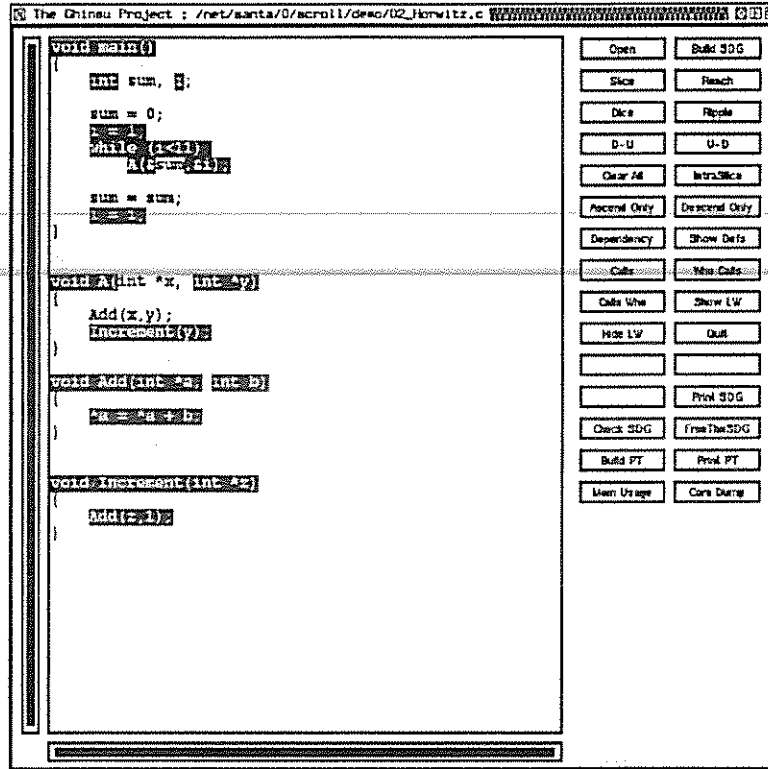 The Ghinsu Project : /net/manta/0/scroll/demo/02_Horwitz.c
void main()
{
int sum, i;
sum = 0;
i = 1;
while (i<11)
A(&sum,&i);
sum = sum;
i = i;
}
void A(int *x, int *y)
{
Add(x,y);
Increment(y);
}
void Add(int *a, int b)
{
*a = *a + b;
}
void Increment(int *z)
{
Add(z,1);
}
Open Build SDG
Slice Reach
Dice Ripple
D-U U-D
Clear All IntraSlice
Ascend Only Descend Only
Dependency Show Defs
Calls Who Calls
Calls Who Show LW
Hide LW Quit
Print SDG
Check SDG FreeTheSDG
Build PT Print PT
Mem Usage Core Dump